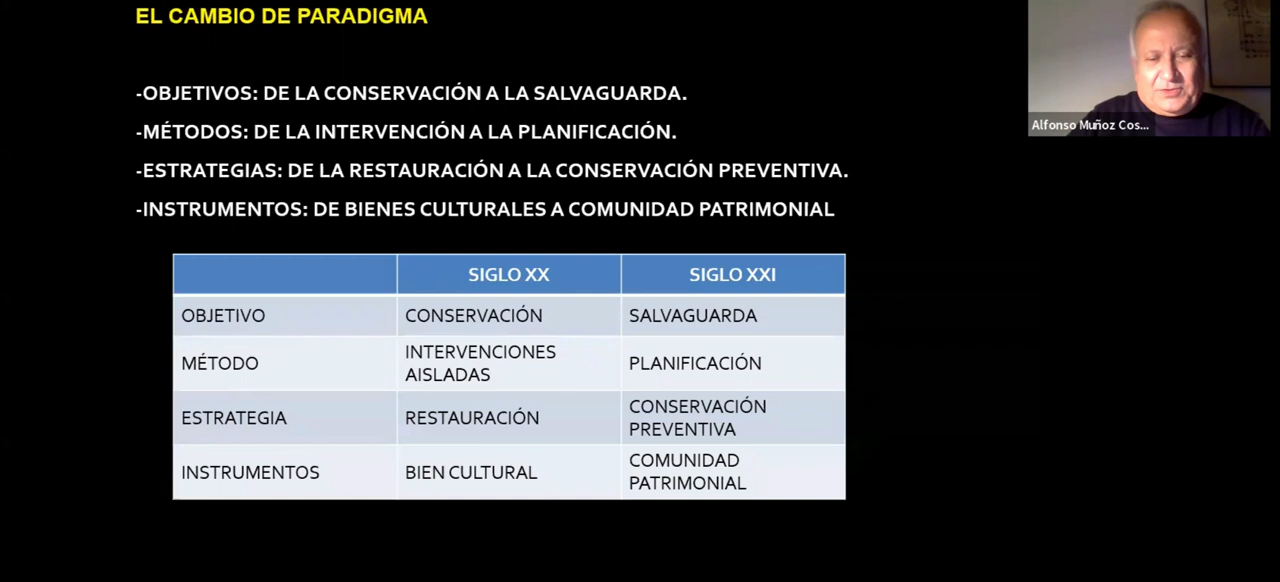 EL CAMBIO DE PARADIGMA
Alfonso Muñoz Cos...
-OBJETIVOS: DE LA CONSERVACIÓN A LA SALVAGUARDA.
-MÉTODOS: DE LA INTERVENCIÓN A LA PLANIFICACIÓN.
-ESTRATEGIAS: DE LA RESTAURACIÓN A LA CONSERVACIÓN PREVENTIVA.
-INSTRUMENTOS: DE BIENES CULTURALES A COMUNIDAD PATRIMONIAL
SIGLO XX SIGLO XXI
OBJETIVO CONSERVACIÓN SALVAGUARDA
MÉTODO INTERVENCIONES AISLADAS PLANIFICACIÓN
ESTRATEGIA RESTAURACIÓN CONSERVACIÓN PREVENTIVA
INSTRUMENTOS BIEN CULTURAL COMUNIDAD PATRIMONIAL